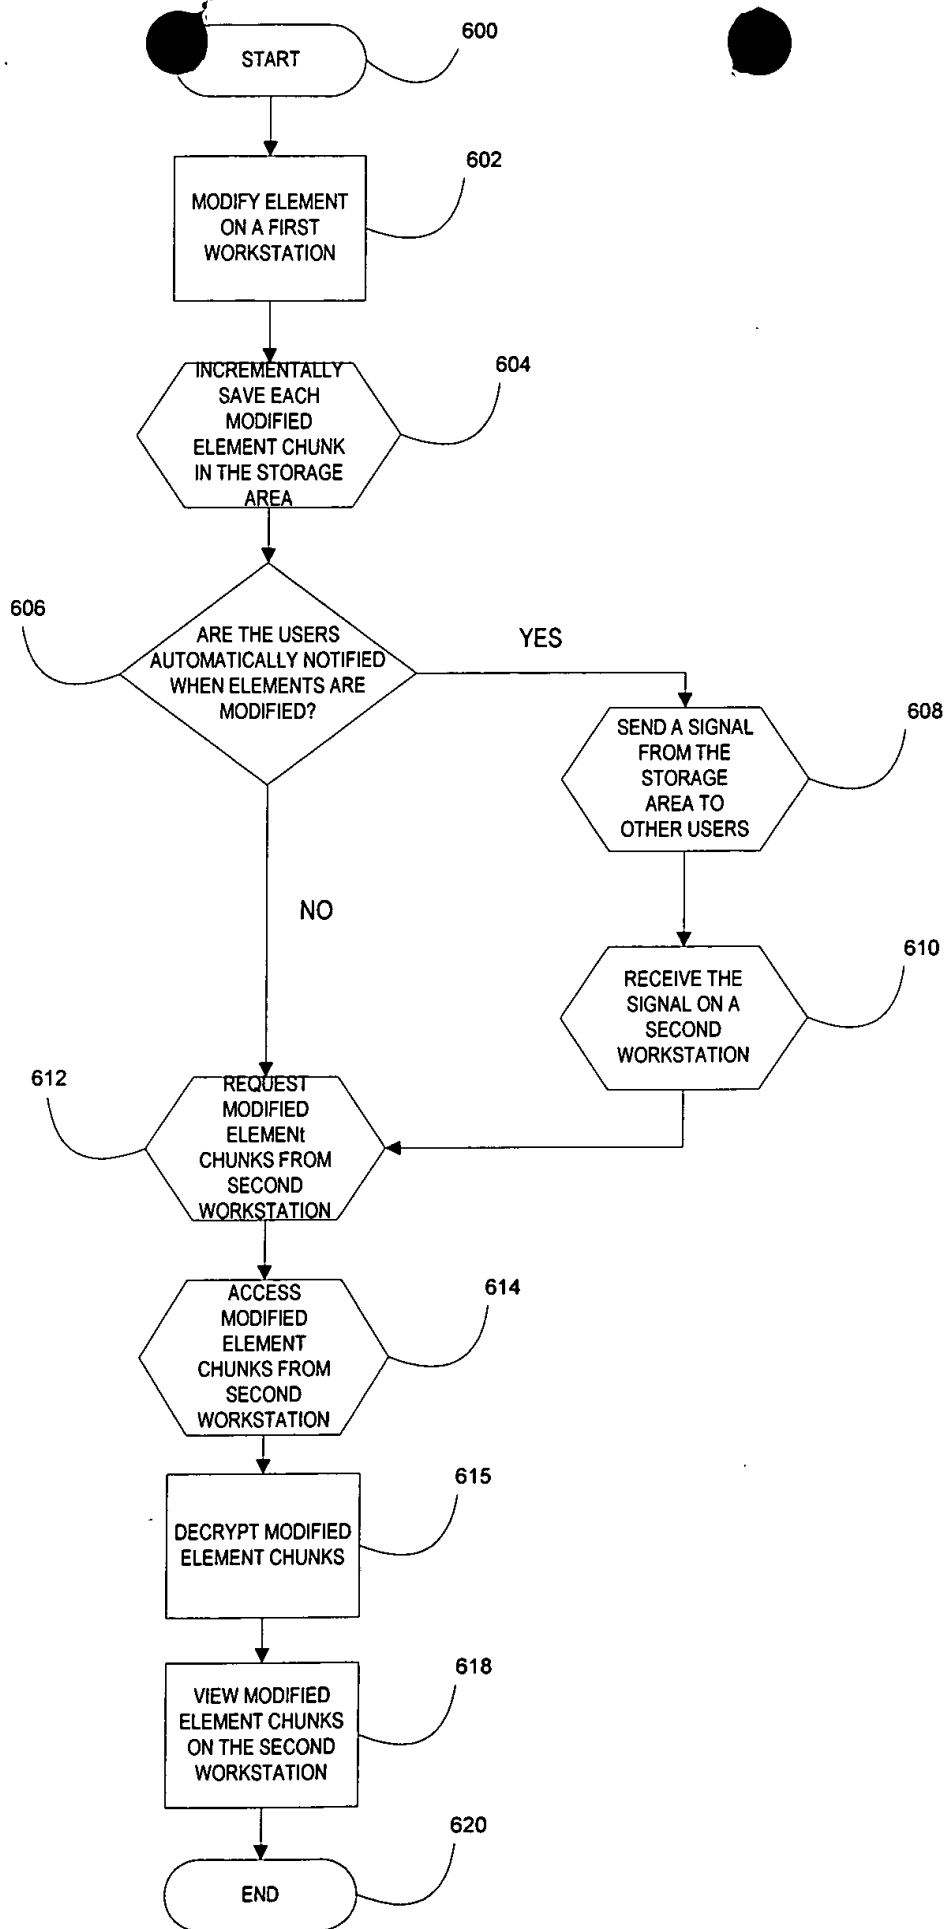 600
START
602
MODIFY ELEMENT
ON A FIRST
WORKSTATION
604
INCREMENTALLY
SAVE EACH
MODIFIED
ELEMENT CHUNK
IN THE STORAGE
AREA
606
ARE THE USERS
AUTOMATICALLY NOTIFIED
WHEN ELEMENTS ARE
MODIFIED?
YES
608
SEND A SIGNAL
FROM THE
STORAGE
AREA TO
OTHER USERS
NO
610
RECEIVE THE
SIGNAL ON A
SECOND
WORKSTATION
612
REQUEST
MODIFIED
ELEMENt
CHUNKS FROM
SECOND
WORKSTATION
614
ACCESS
MODIFIED
ELEMENT
CHUNKS FROM
SECOND
WORKSTATION
615
DECRYPT MODIFIED
ELEMENT CHUNKS
618
VIEW MODIFIED
ELEMENT CHUNKS
ON THE SECOND
WORKSTATION
620
END